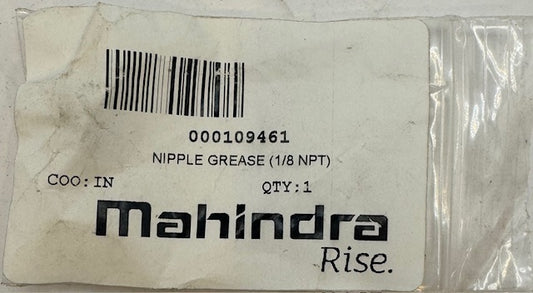 000109461
NIPPLE GREASE (1/8 NPT)
COO:IN QTY:1
Mahindra
Rise.